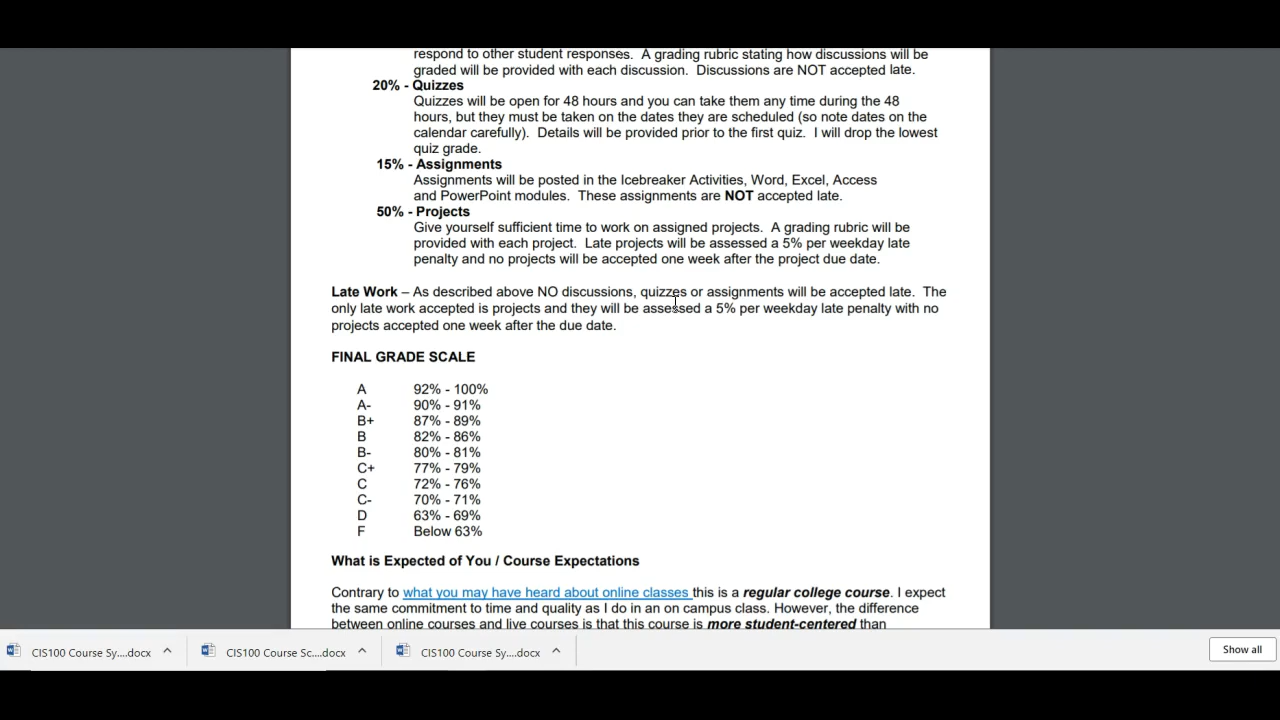 respond to other student responses.  A grading rubric stating how discussions will be
graded will be provided with each discussion.  Discussions are NOT accepted late.
20% - Quizzes
Quizzes will be open for 48 hours and you can take them any time during the 48
hours, but they must be taken on the dates they are scheduled (so note dates on the
calendar carefully).  Details will be provided prior to the first quiz.  I will drop the lowest
quiz grade.
15% - Assignments
Assignments will be posted in the Icebreaker Activities, Word, Excel, Access
and PowerPoint modules.  These assignments are NOT accepted late.
50% - Projects
Give yourself sufficient time to work on assigned projects.  A grading rubric will be
provided with each project.  Late projects will be assessed a 5% per weekday late
penalty and no projects will be accepted one week after the project due date.
Late Work – As described above NO discussions, quizzes or assignments will be accepted late.  The
only late work accepted is projects and they will be assessed a 5% per weekday late penalty with no
projects accepted one week after the due date.
FINAL GRADE SCALE
A 92% - 100%
A- 90% - 91%
B+ 87% - 89%
B 82% - 86%
B- 80% - 81%
C+ 77% - 79%
C 72% - 76%
C- 70% - 71%
D 63% - 69%
F Below 63%
What is Expected of You / Course Expectations
Contrary to what you may have heard about online classes this is a regular college course. I expect
the same commitment to time and quality as I do in an on campus class. However, the difference
between online courses and live courses is that this course is more student-centered than
CIS100 Course Sy....docx
CIS100 Course Sc....docx
CIS100 Course Sy....docx
Show all